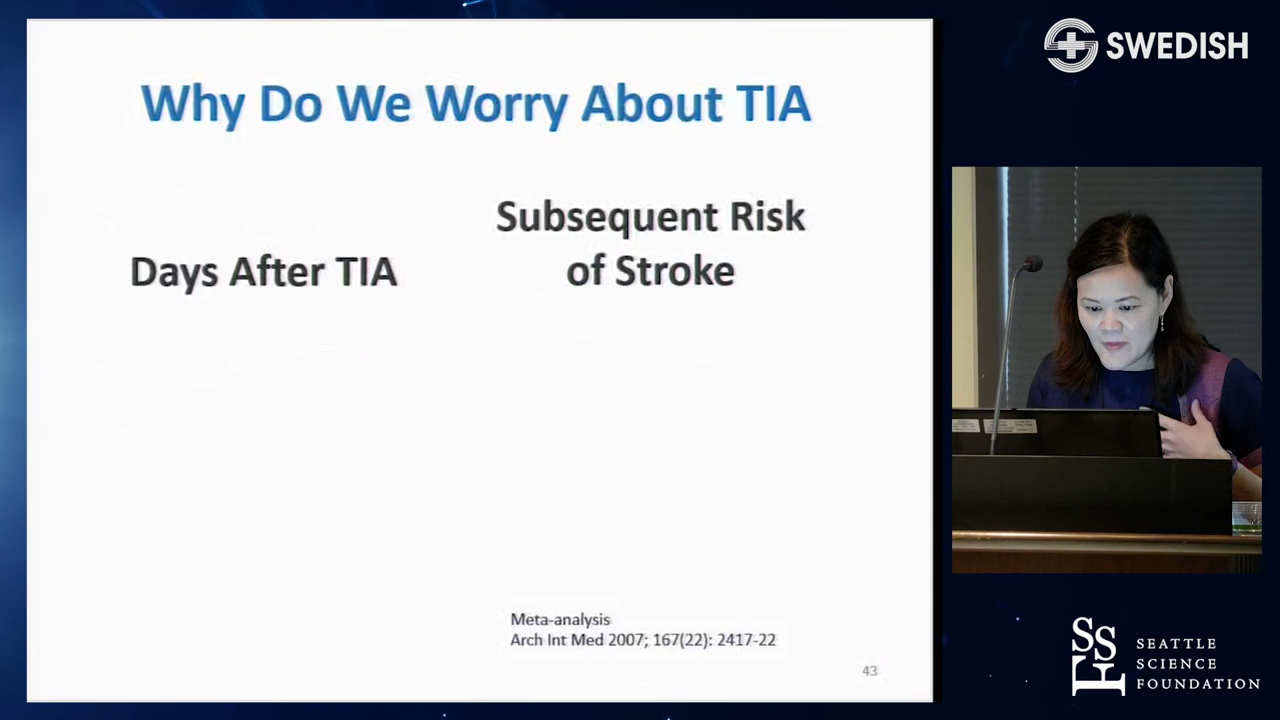 Why Do We Worry About TIA
Days After TIA
Subsequent Risk
of Stroke
Meta-analysis
Arch Int Med 2007; 167(22): 2417-22
43
SWEDISH
SSF
SEATTLE
SCIENCE
FOUNDATION